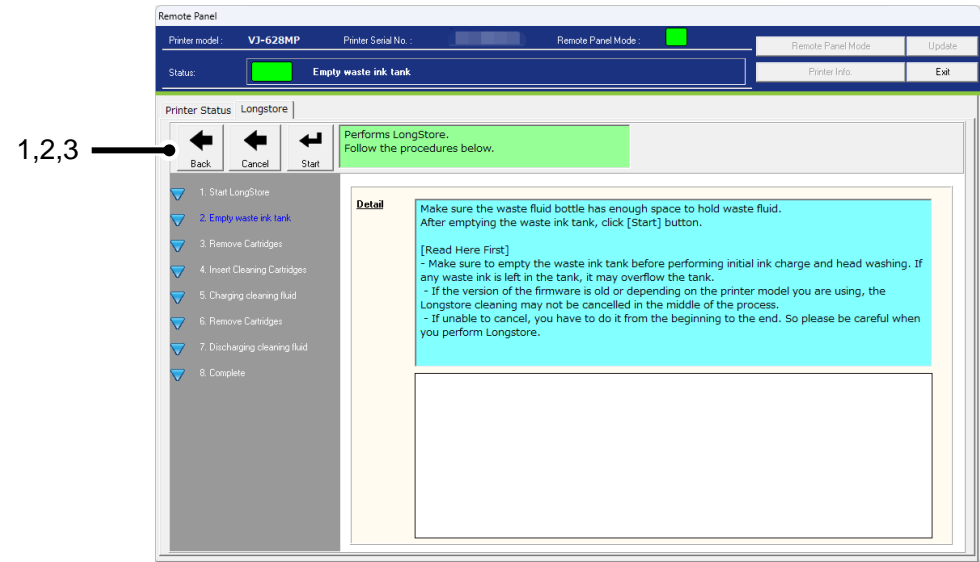 Remote Panel
Printer model : VJ-628MP Printer Serial No. : Remote Panel Mode :
Remote Panel Mode Update
Status: Empty waste ink tank
Printer Info. Exit
Printer Status Longstore
1,2,3
Back Cancel Start
Performs LongStore.
Follow the procedures below.
1. Start LongStore
2. Empty waste ink tank
3. Remove Cartridges
4. Insert Cleaning Cartridges
5. Charging cleaning fluid
6. Remove Cartridges
7. Discharging cleaning fluid
8. Complete
Detail
Make sure the waste fluid bottle has enough space to hold waste fluid.
After emptying the waste ink tank, click [Start] button.
[Read Here First]
- Make sure to empty the waste ink tank before performing initial ink charge and head washing. If
any waste ink is left in the tank, it may overflow the tank.
- If the version of the firmware is old or depending on the printer model you are using, the
Longstore cleaning may not be cancelled in the middle of the process.
- If unable to cancel, you have to do it from the beginning to the end. So please be careful when
you perform Longstore.